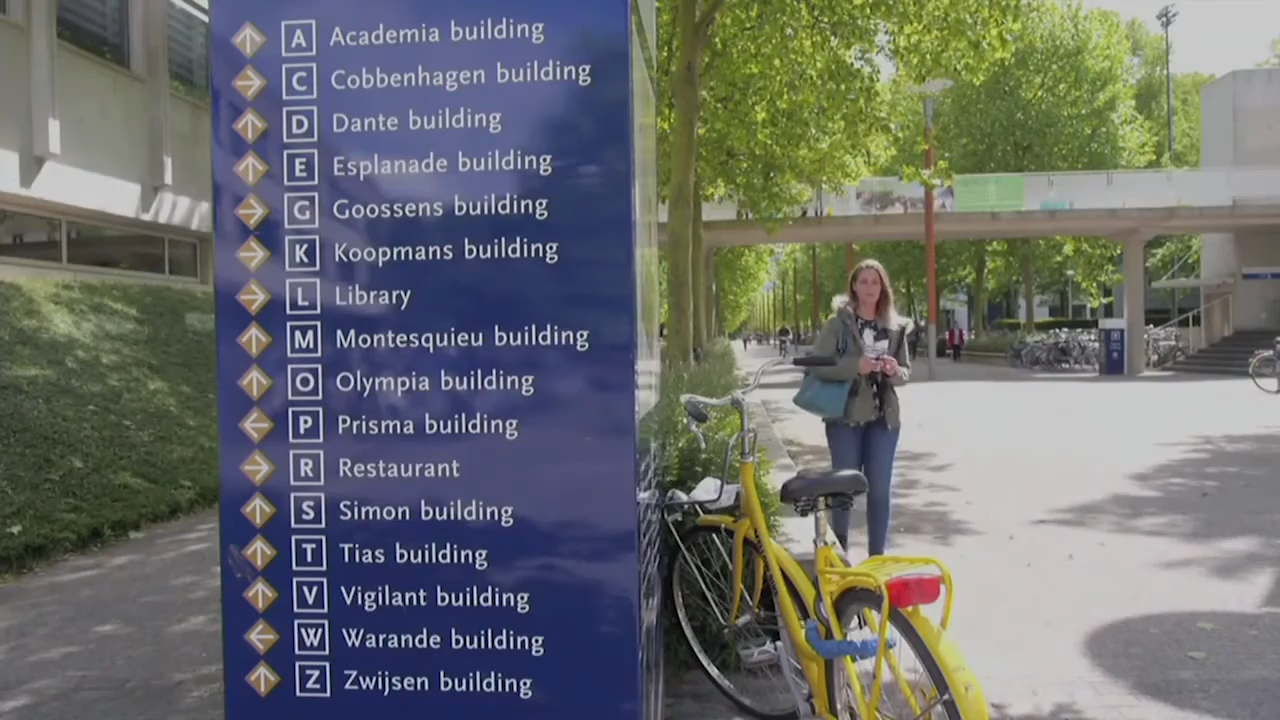 A Academia building
C Cobbenhagen building
D Dante building
E Esplanade building
G Goossens building
K Koopmans building
L Library
M Montesquieu building
O Olympia building
P Prisma building
R Restaurant
S Simon building
T Tias building
V Vigilant building
W Warande building
Z Zwijsen building